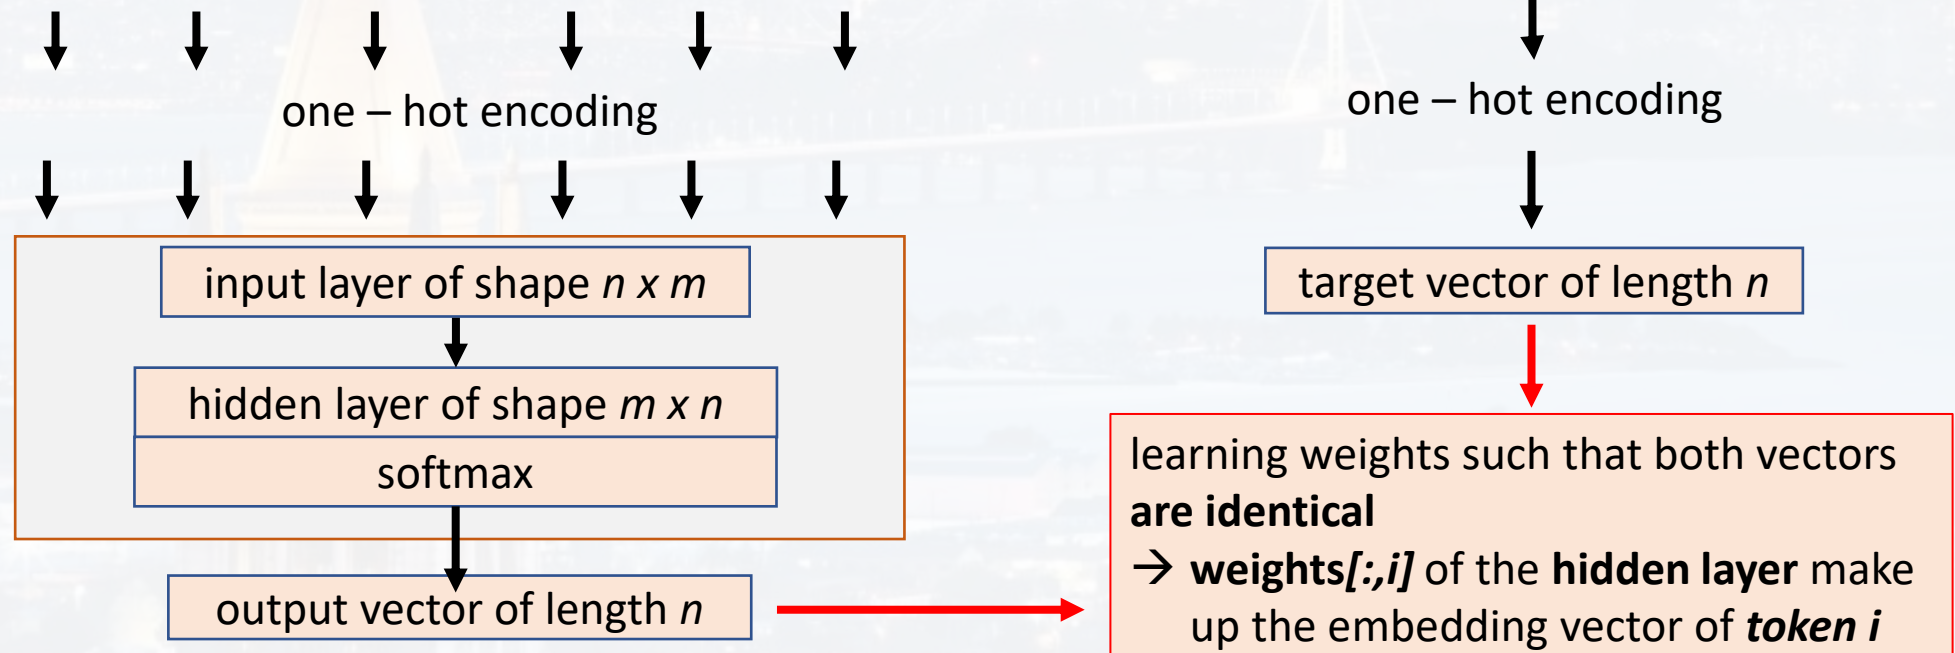 one – hot encoding
one – hot encoding
input layer of shape n x m
target vector of length n
hidden layer of shape m x n
softmax
output vector of length n
learning weights such that both vectors
are identical
→ weights[:,i] of the hidden layer make
up the embedding vector of token i